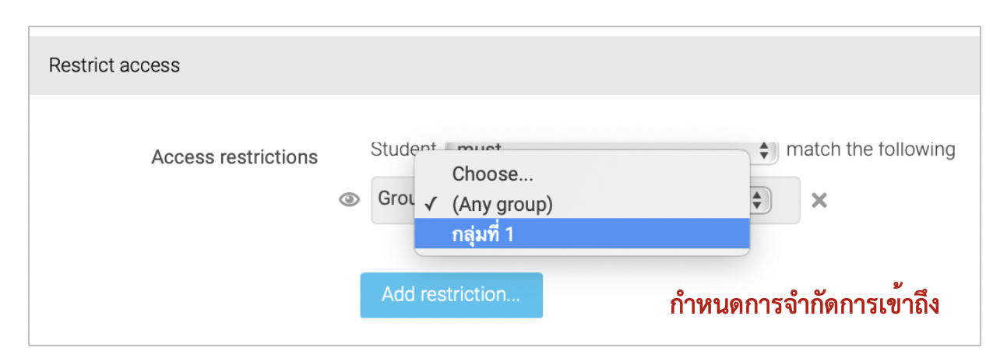 Restrict access
Access restrictions
Student must match the following
Choose...
Grou
✓ (Any group)
กลุ่มที่ 1
Add restriction...
กำหนดการจำกัดการเข้าถึง